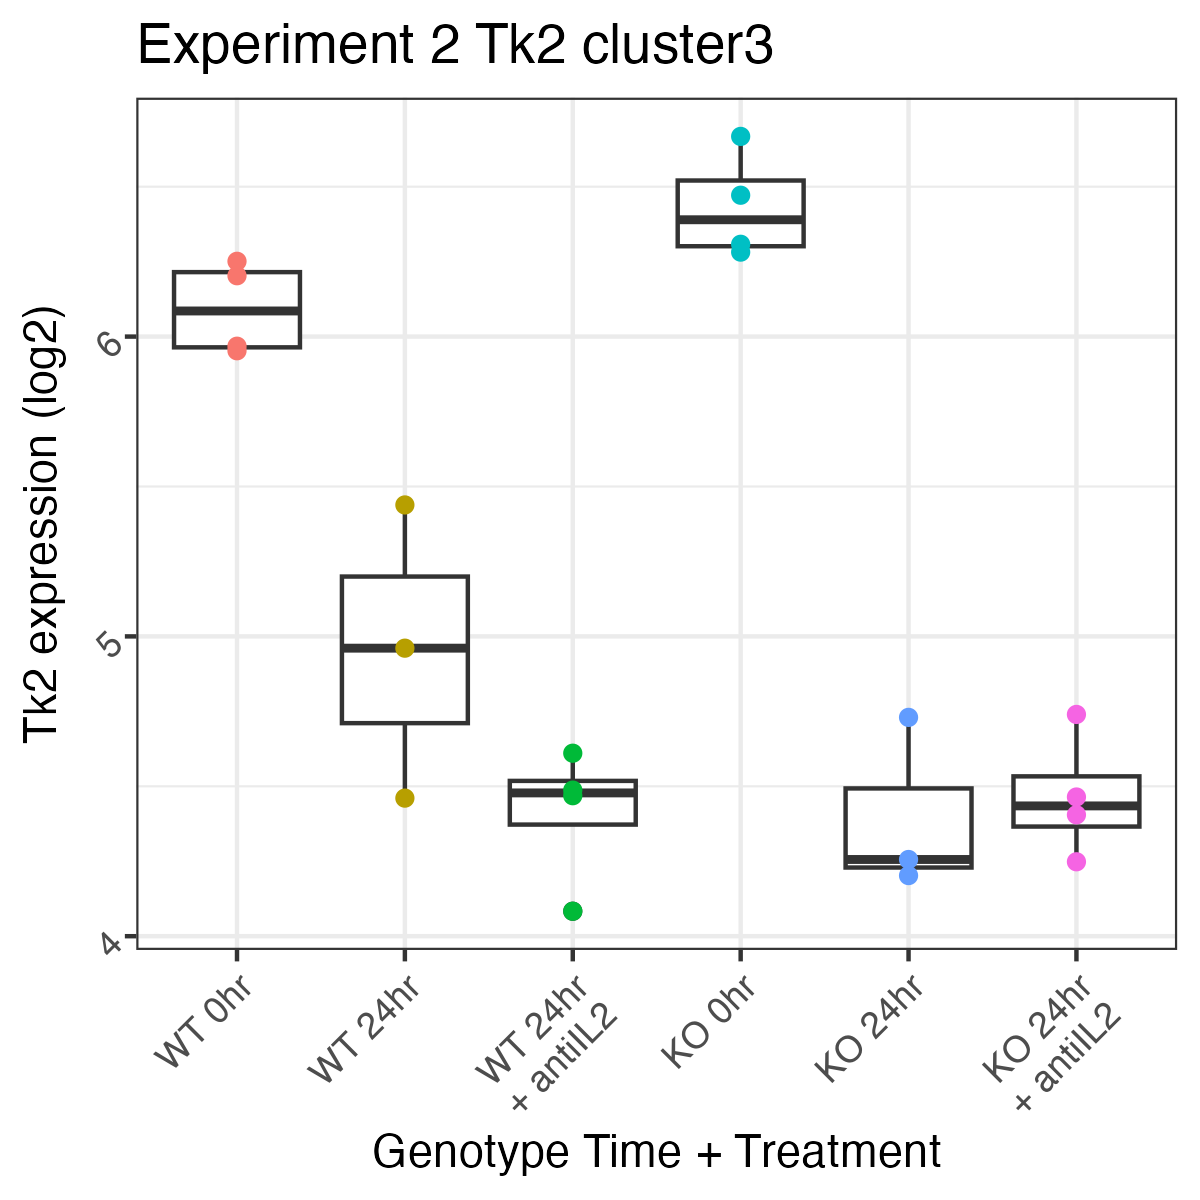 Experiment 2 Tk2 cluster3
Tk2 expression (log2)
6
5
4
WT 0hr
WT 24hr
WT 24hr
+ antiIL2
KO 0hr
KO 24hr
KO 24hr
+ antiIL2
Genotype Time + Treatment